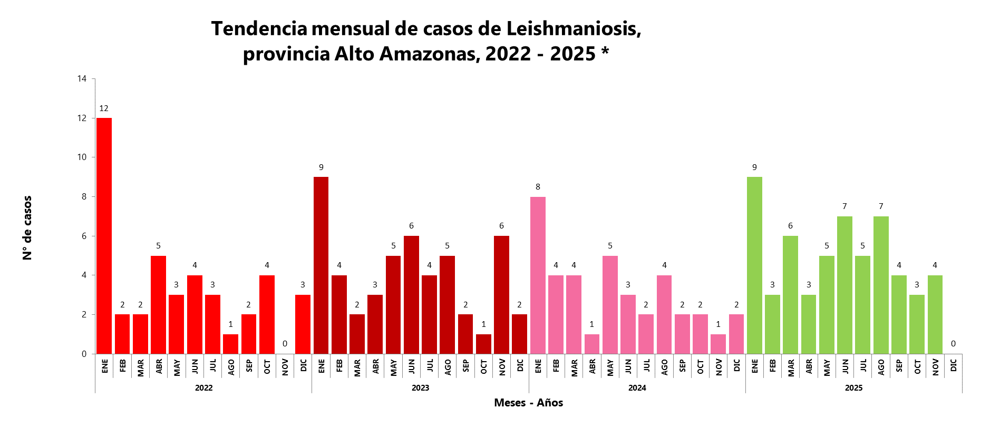 Tendencia mensual de casos de Leishmaniosis,
provincia Alto Amazonas, 2022 - 2025 *
N° de casos
14
12
10
8
6
4
2
0
12 2 2 5 3 4 3 1 2 4 0 3 9 4 2 3 5 6 4 5 2 1 6 2 8 4 4 1 5 3 2 4 2 2 1 2 9 3 6 3 5 7 5 7 4 3 4 0
ENE FEB MAR ABR MAY JUN JUL AGO SEP OCT NOV DIC ENE FEB MAR ABR MAY JUN JUL AGO SEP OCT NOV DIC ENE FEB MAR ABR MAY JUN JUL AGO SEP OCT NOV DIC ENE FEB MAR ABR MAY JUN JUL AGO SEP OCT NOV DIC
2022 2023 2024 2025
Meses - Años